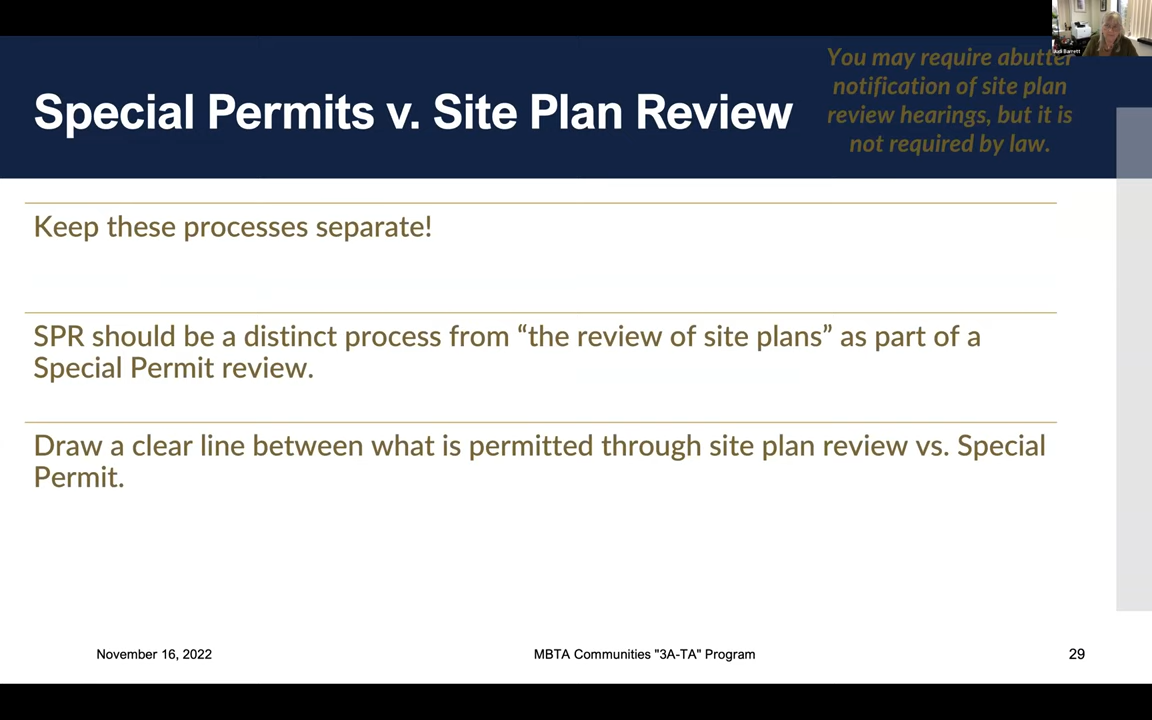 Special Permits v. Site Plan Review
You may require abutter
notification of site plan
review hearings, but it is
not required by law.
Judi Barrett
Keep these processes separate!
SPR should be a distinct process from “the review of site plans” as part of a
Special Permit review.
Draw a clear line between what is permitted through site plan review vs. Special
Permit.
November 16, 2022
MBTA Communities "3A-TA" Program
29